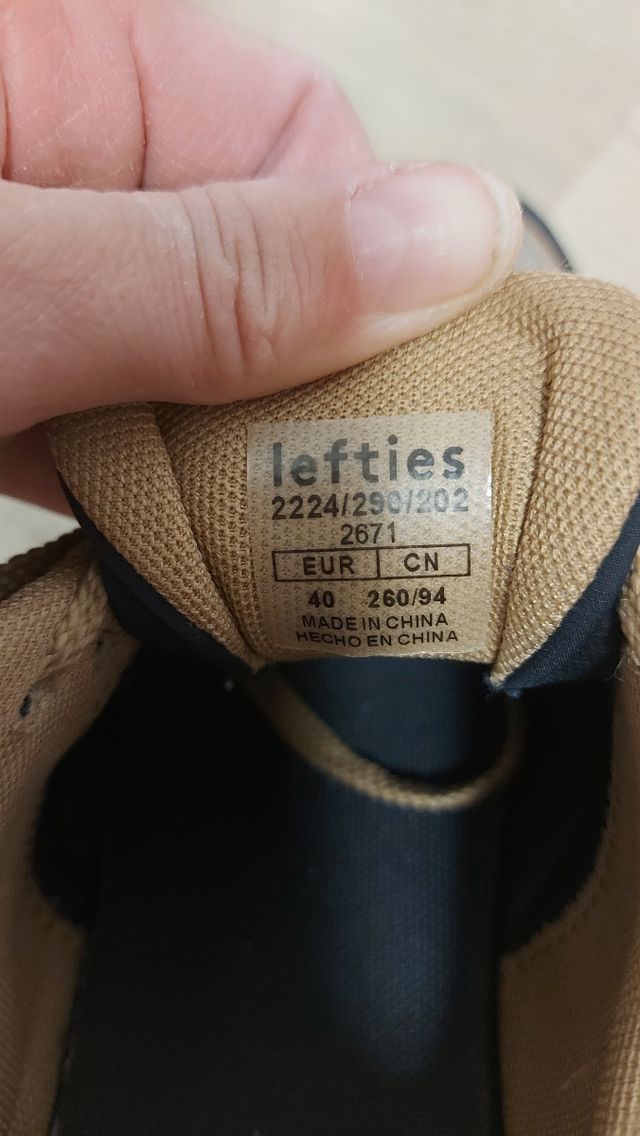 lefties
2224/290/202
2671
EUR CN
40 260/94
MADE IN CHINA
HECHO EN CHINA